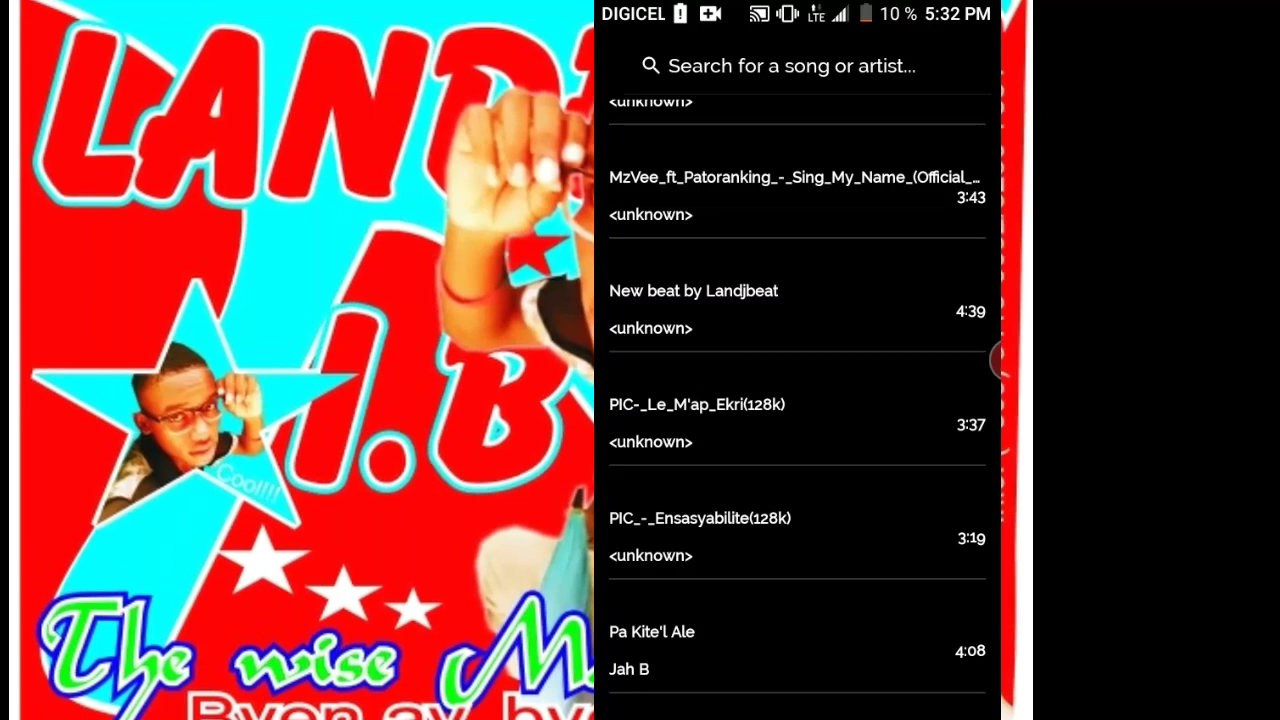 LAND
I.B
Cool!!!
The wise
DIGICEL LTE 10 % 5:32 PM
Search for a song or artist...
<unknown>
MzVee_ft_Patoranking_-_Sing_My_Name_(Official_...
3:43
<unknown>
New beat by Landjbeat
4:39
<unknown>
PIC-_Le_M'ap_Ekri(128k)
3:37
<unknown>
PIC_-_Ensasyabilite(128k)
3:19
<unknown>
Pa Kite'l Ale
4:08
Jah B